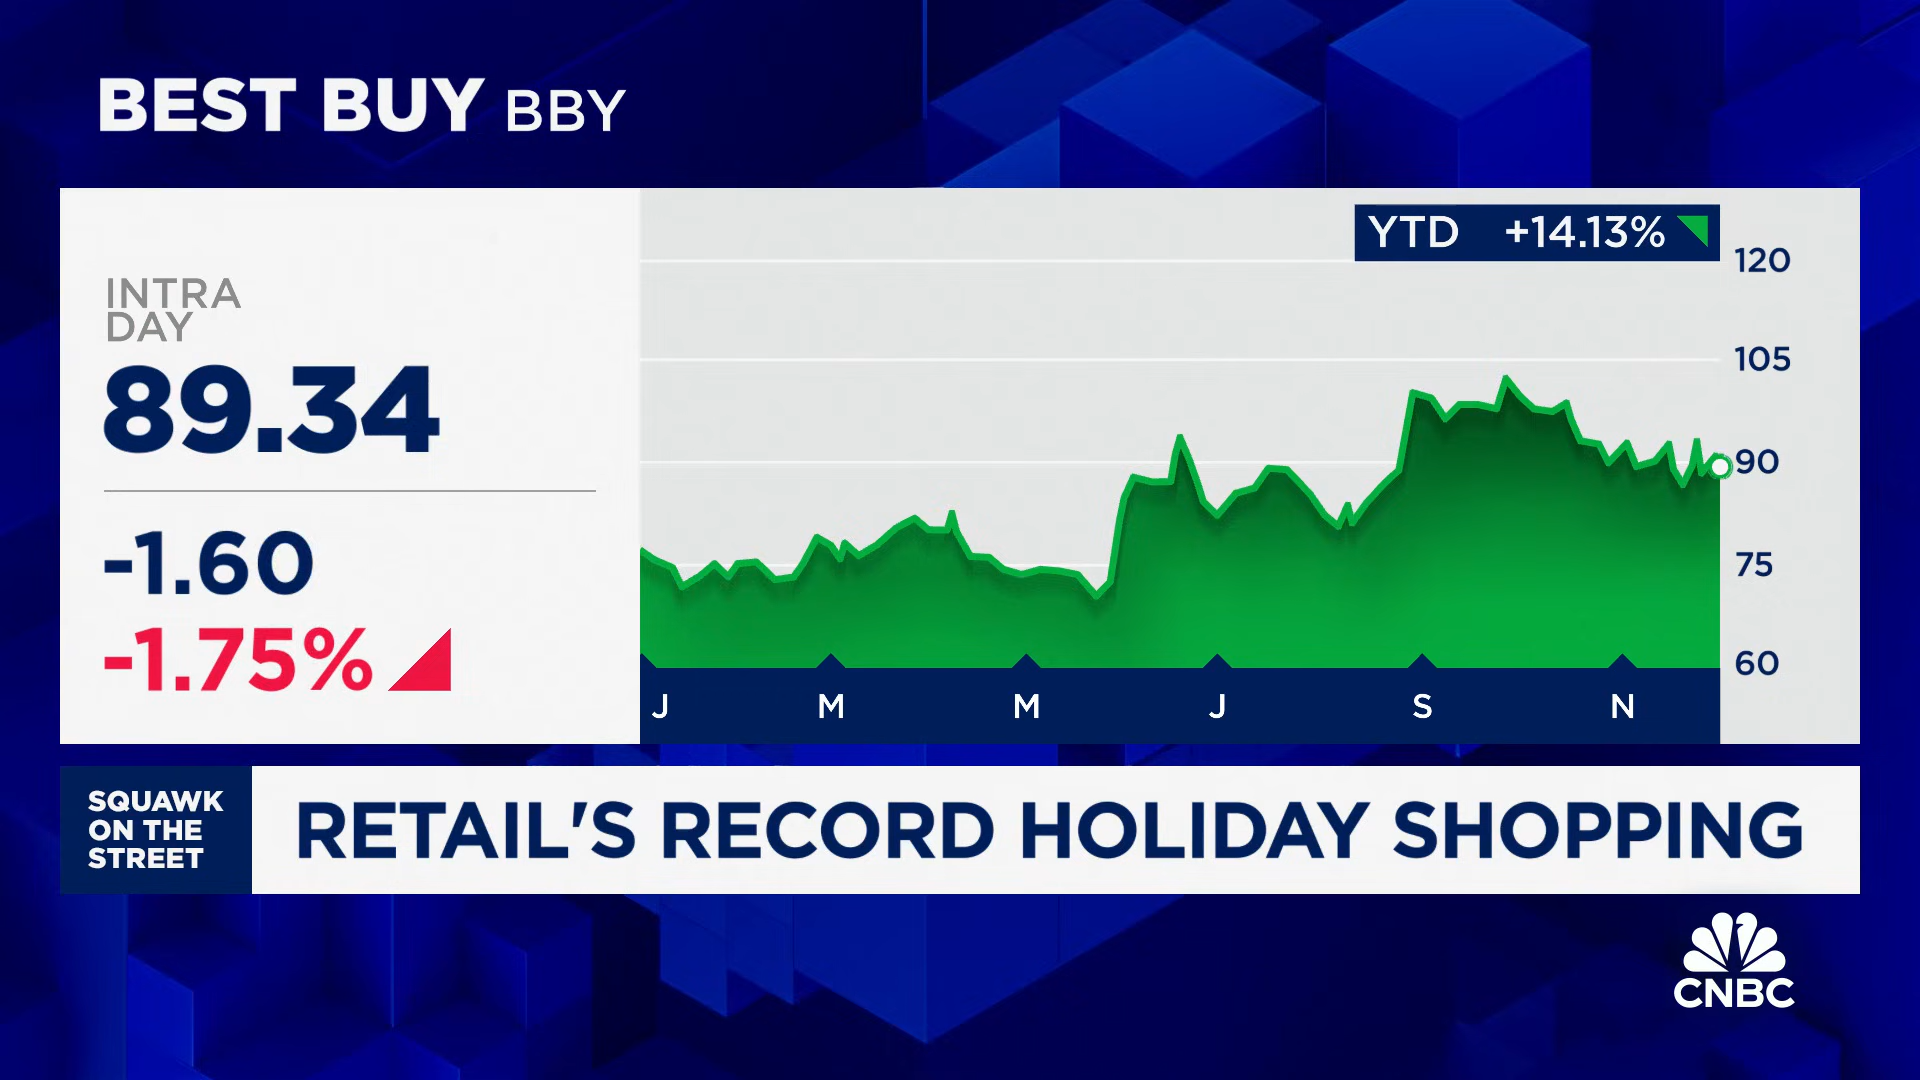 BEST BUY BBY
INTRA
DAY
89.34
-1.60
-1.75%
YTD +14.13%
120
105
90
75
60
J M M J S N
SQUAWK
ON THE
STREET
RETAIL'S RECORD HOLIDAY SHOPPING
CNBC